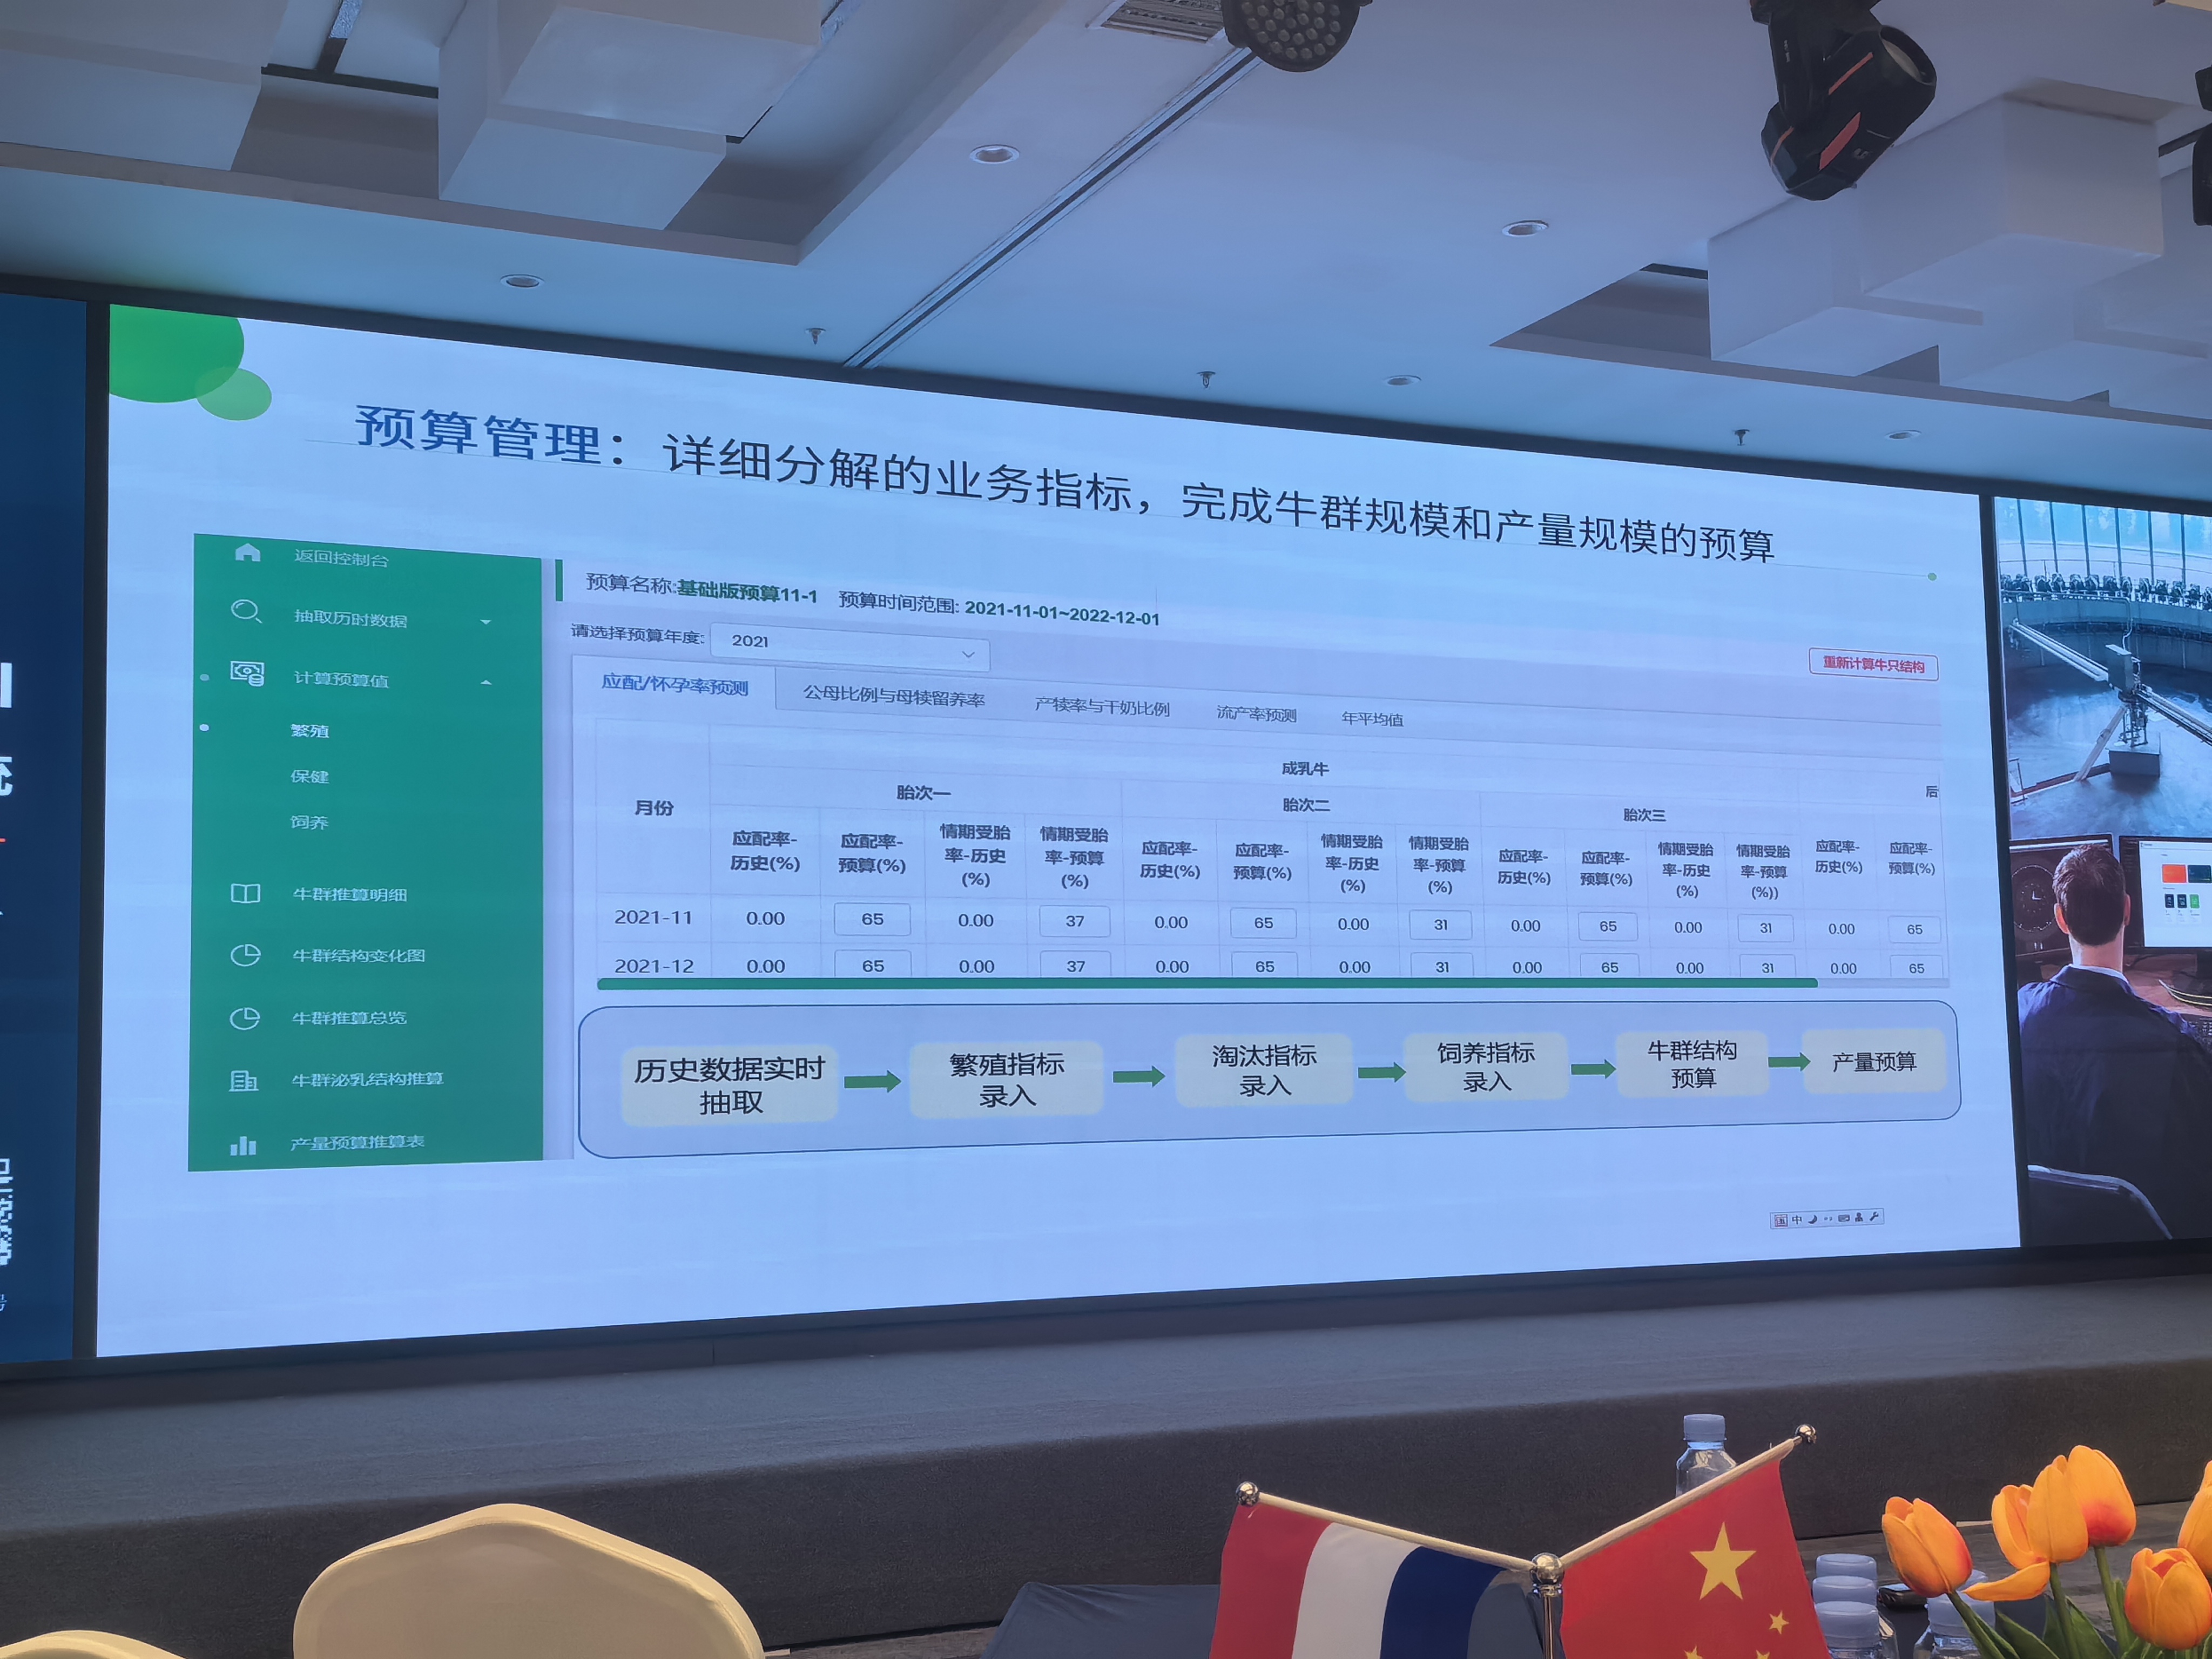 预算管理：详细分解的业务指标，完成牛群规模和产量规模的预算
返回控制台
抽取历时数据
计算预算值
繁殖
保健
饲养
牛群推算明细
牛群结构变化图
牛群推算总览
牛群泌乳结构推算
产量预算推算表
预算名称:基础版预算11-1 预算时间范围: 2021-11-01~2022-12-01
请选择预算年度: 2021
重新计算牛只结构
应配/怀孕率预测 公母比例与母犊留养率 产犊率与干奶比例 流产率预测 年平均值
成乳牛
月份 胎次一 胎次二 胎次三 后
应配率-历史(%) 应配率-预算(%) 情期受胎率-历史(%) 情期受胎率-预算(%) 应配率-历史(%) 应配率-预算(%) 情期受胎率-历史(%) 情期受胎率-预算(%) 应配率-历史(%) 应配率-预算(%) 情期受胎率-历史(%) 情期受胎率-预算(%)) 应配率-历史(%) 应配率-预算(%)
2021-11 0.00 65 0.00 37 0.00 65 0.00 31 0.00 65 0.00 31 0.00 65
2021-12 0.00 65 0.00 37 0.00 65 0.00 31 0.00 65 0.00 31 0.00 65
历史数据实时
抽取
繁殖指标
录入
淘汰指标
录入
饲养指标
录入
牛群结构
预算
产量预算
中